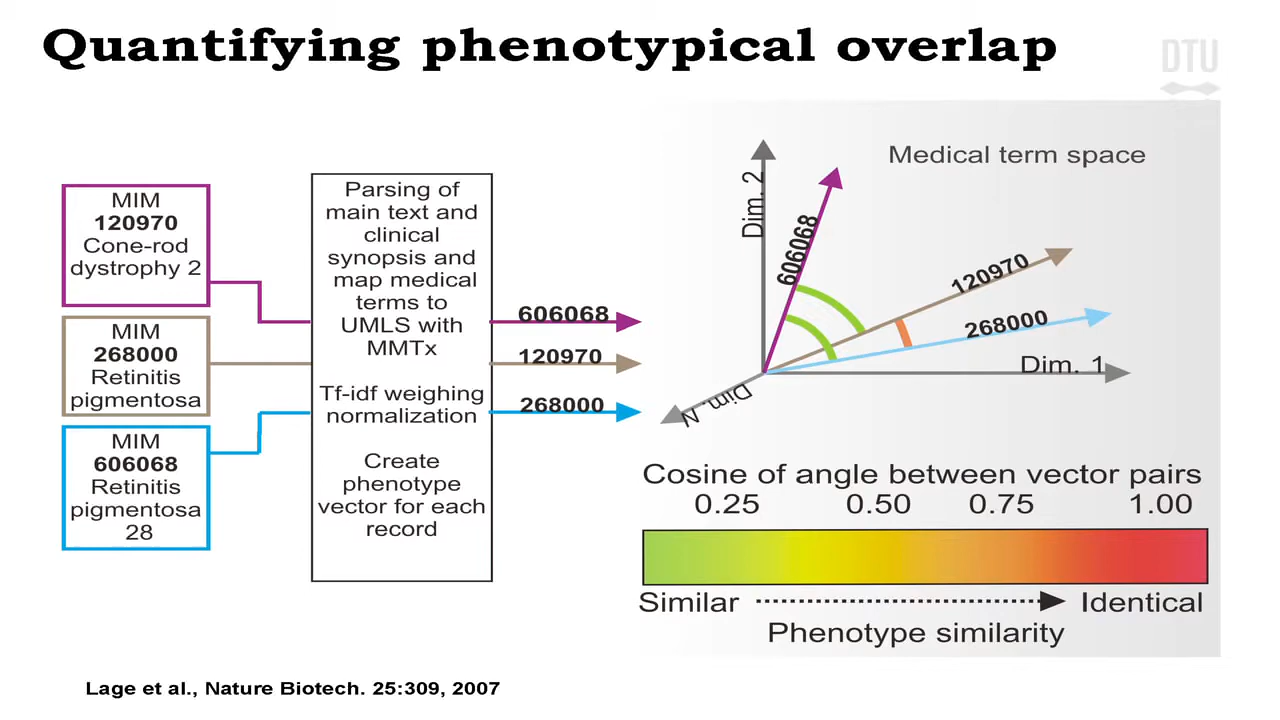 Quantifying phenotypical overlap
DTU
MIM
120970
Cone-rod
dystrophy 2
MIM
268000
Retinitis
pigmentosa
MIM
606068
Retinitis
pigmentosa
28
Parsing of
main text and
clinical
synopsis and
map medical
terms to
UMLS with
MMTx
Tf-idf weighing
normalization
Create
phenotype
vector for each
record
606068
120970
268000
Medical term space
Dim. 2
606068
120970
268000
Dim. 1
Dim. N
Cosine of angle between vector pairs
0.25 0.50 0.75 1.00
Similar Identical
Phenotype similarity
Lage et al., Nature Biotech. 25:309, 2007